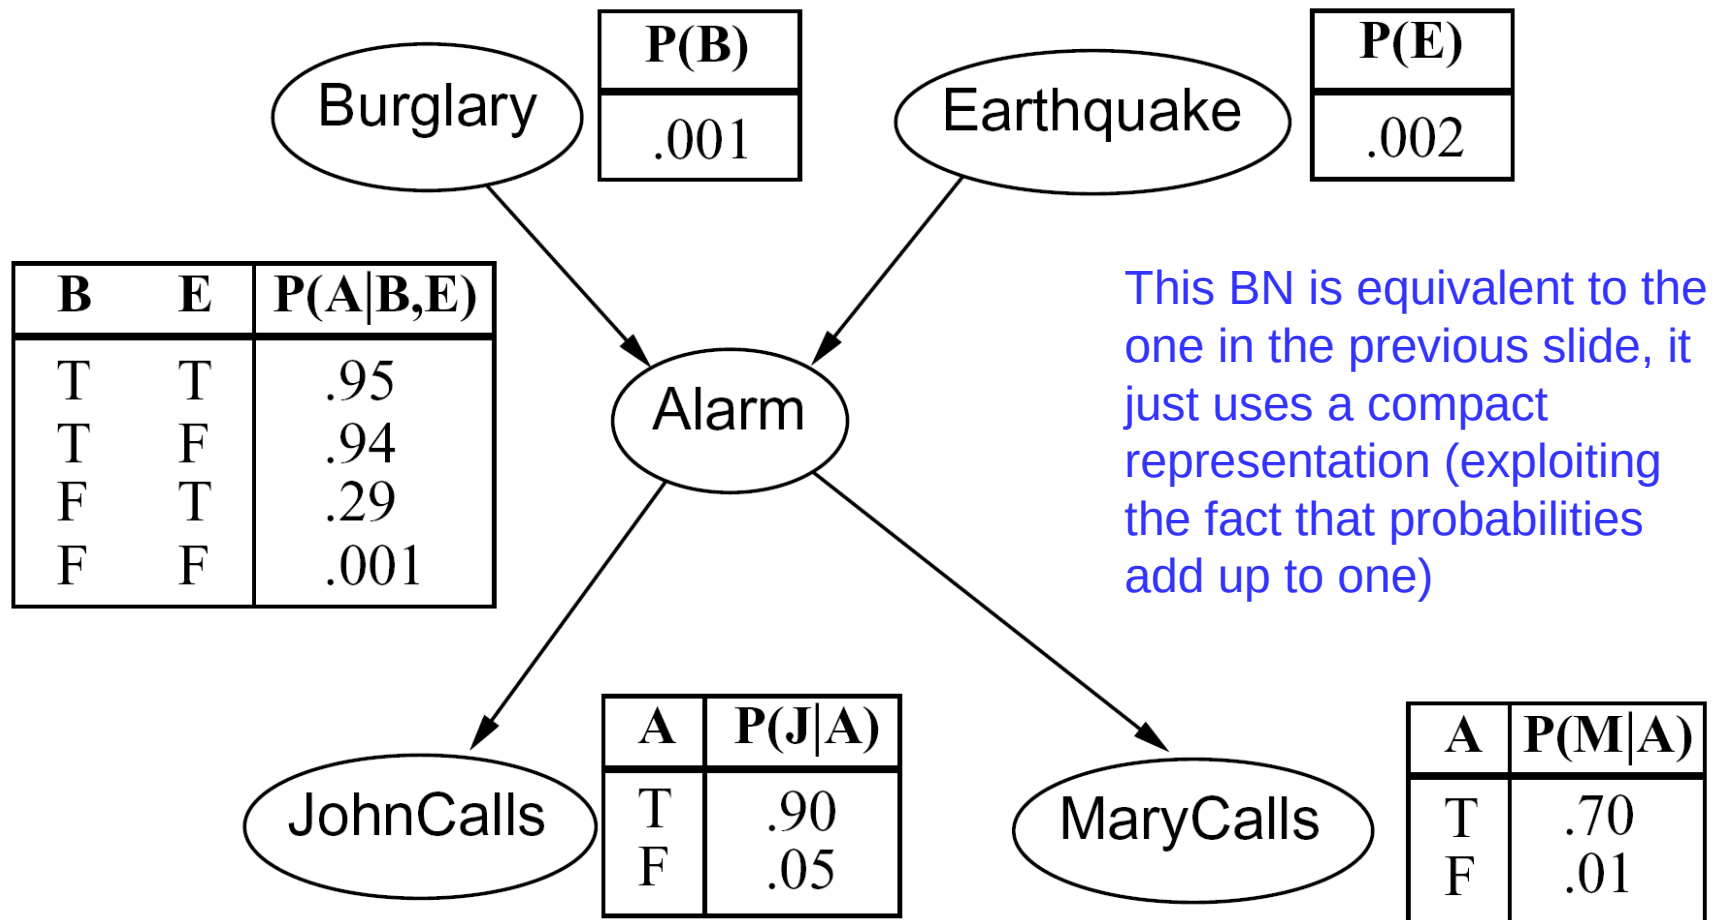 Burglary
P(B)
.001
Earthquake
P(E)
.002
B E P(A|B,E)
T T .95
T F .94
F T .29
F F .001
Alarm
This BN is equivalent to the
one in the previous slide, it
just uses a compact
representation (exploiting
the fact that probabilities
add up to one)
JohnCalls
A P(J|A)
T .90
F .05
MaryCalls
A P(M|A)
T .70
F .01